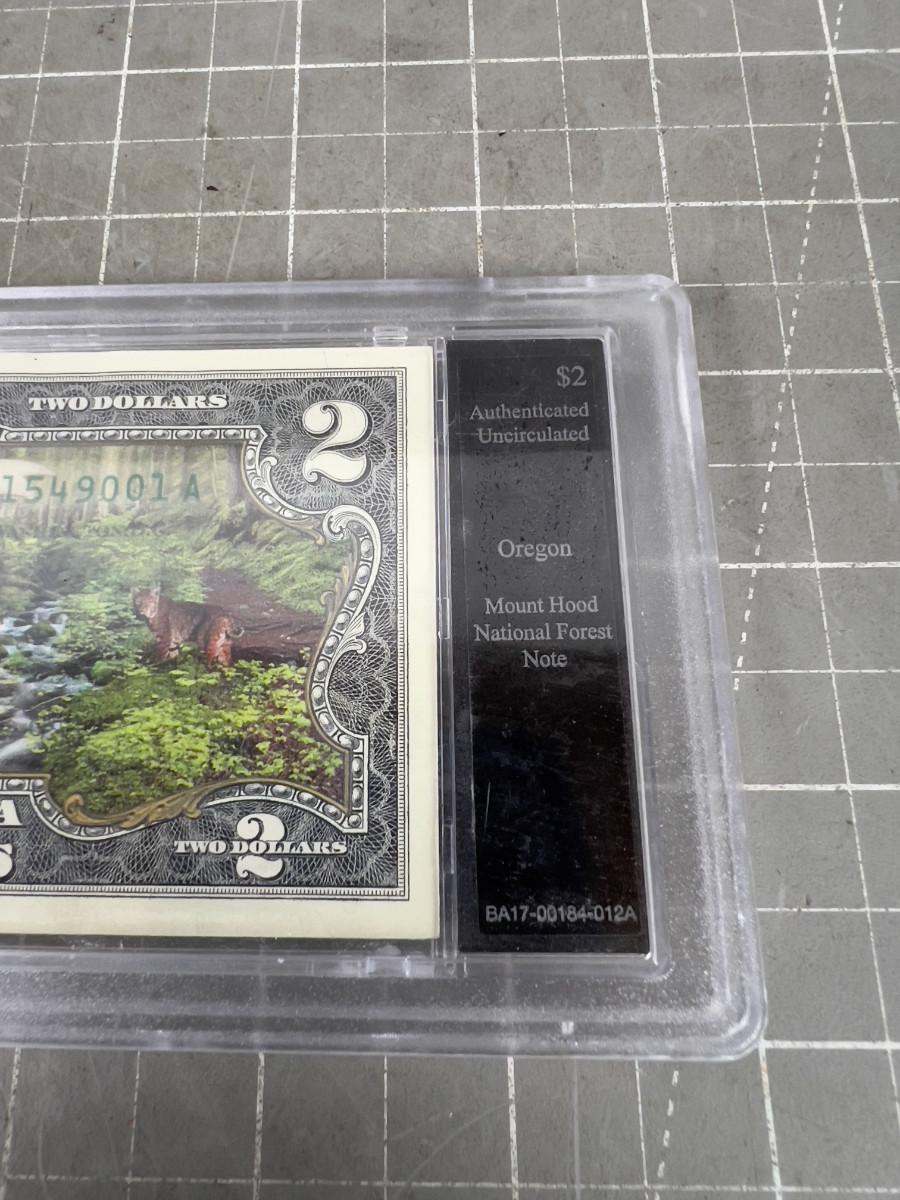 TWO DOLLARS
2
1549001 A
A
S
2
TWO DOLLARS
$2
Authenticated
Uncirculated
Oregon
Mount Hood
National Forest
Note
BA17-00184-012A